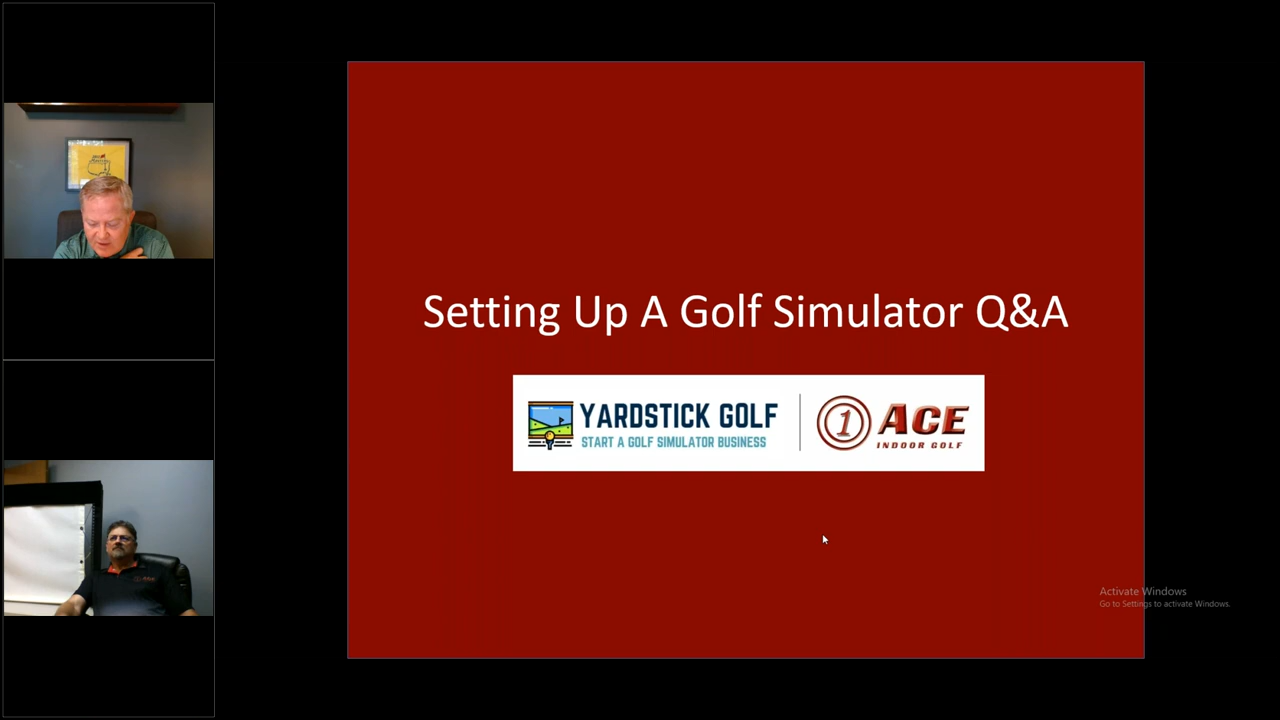 Setting Up A Golf Simulator Q&A
YARDSTICK GOLF
START A GOLF SIMULATOR BUSINESS
1 ACE
INDOOR GOLF
Activate Windows
Go to Settings to activate Windows.